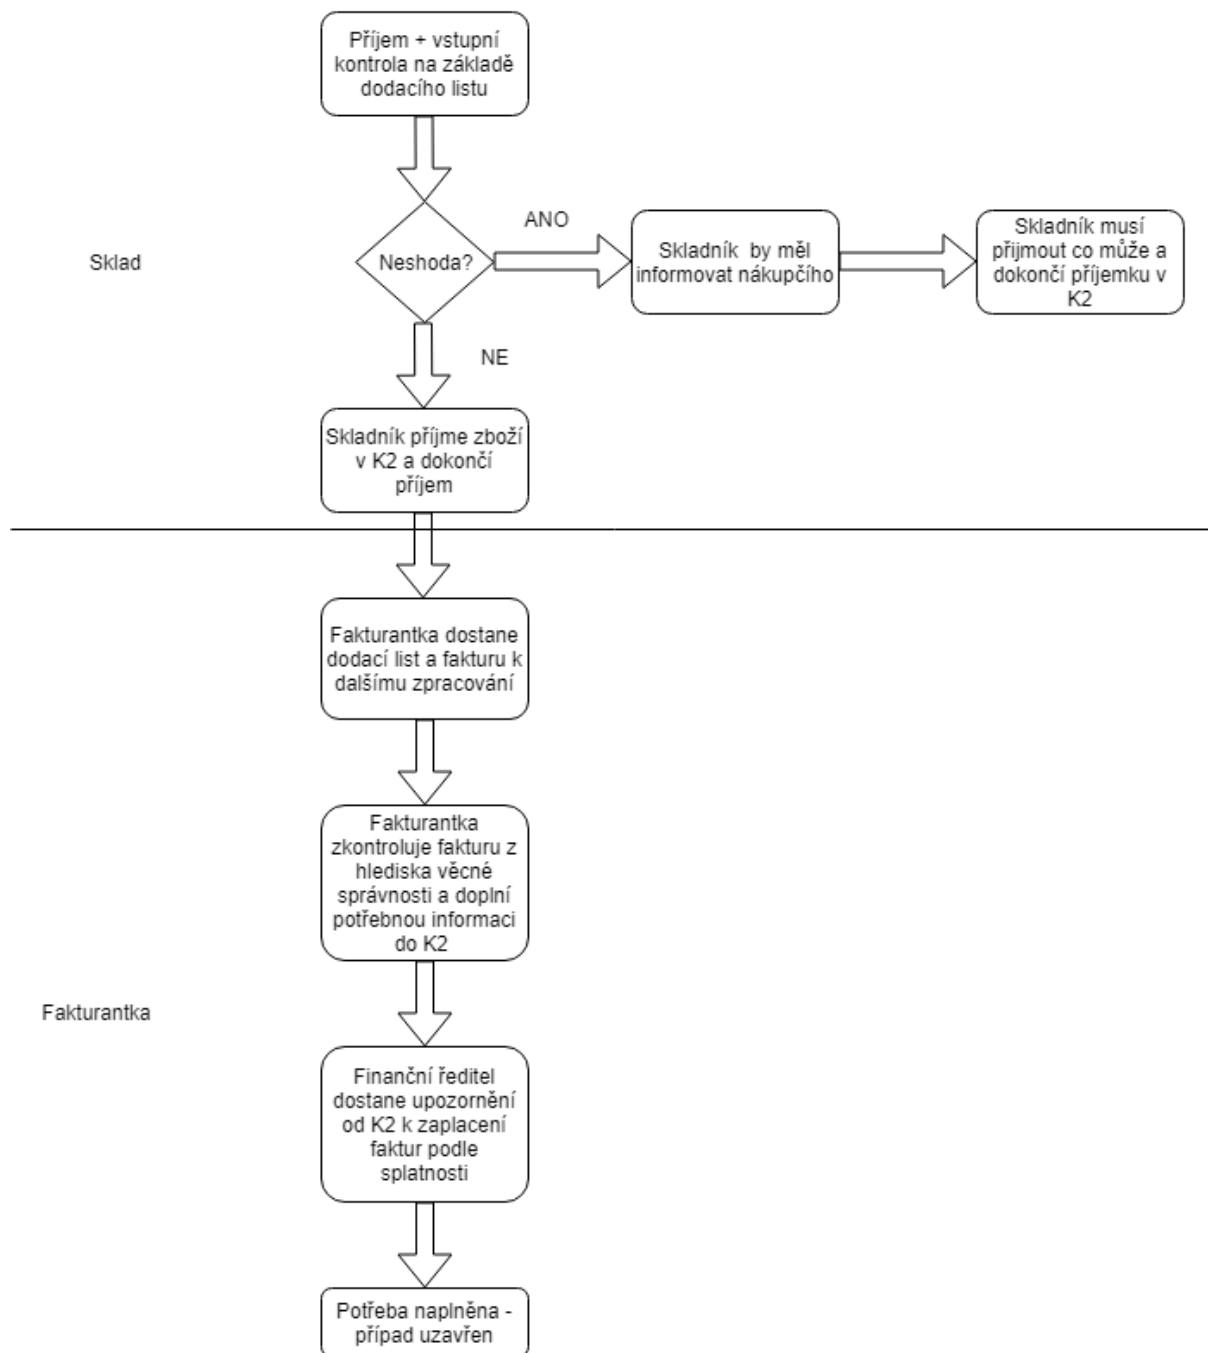 Příjem + vstupní
kontrola na základě
dodacího listu
Sklad
Neshoda?
ANO
Skladník  by měl
informovat nákupčího
Skladník musí
přijmout co může a
dokončí příjemku v
K2
NE
Skladník příjme zboží
v K2 a dokončí
příjem
Fakturantka dostane
dodací list a fakturu k
dalšímu zpracování
Fakturantka
zkontroluje fakturu z
hlediska věcné
správnosti a doplní
potřebnou informaci
do K2
Fakturantka
Finanční ředitel
dostane upozornění
od K2 k zaplacení
faktur podle
splatnosti
Potřeba naplněna -
případ uzavřen